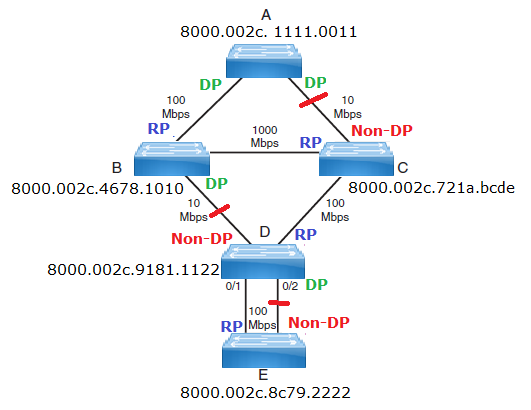 A
8000.002c. 1111.0011
DP
DP
100
Mbps
10
Mbps
RP
Non-DP
1000
Mbps
RP
B
C
8000.002c.4678.1010
DP
8000.002c.721a.bcde
10
Mbps
100
Mbps
Non-DP
D
RP
8000.002c.9181.1122
0/1
0/2
DP
100
Mbps
RP
Non-DP
E
8000.002c.8c79.2222